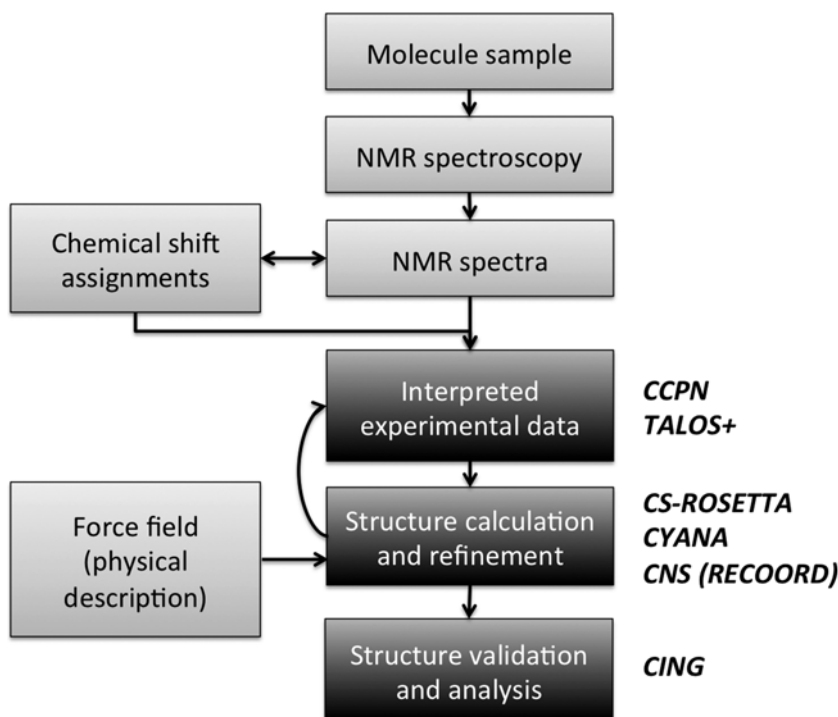 Molecule sample
NMR spectroscopy
Chemical shift
assignments
NMR spectra
Interpreted
experimental data
CCPN
TALOS+
Force field
(physical
description)
Structure calculation
and refinement
CS-ROSETTA
CYANA
CNS (RECOORD)
Structure validation
and analysis
CING